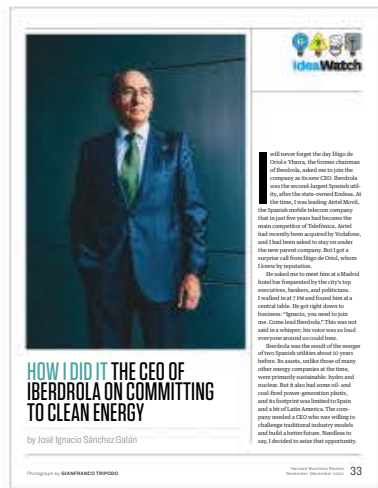 IdeaWatch
I will never forget the day Íñigo de
Oriol e Ybarra, the former chairman
of Iberdrola, asked me to join the
company as its new CEO. Iberdrola
was the second-largest Spanish util-
ity, after the state-owned Endesa. At
the time, I was leading Airtel Movil,
the Spanish mobile telecom company
that in just five years had become the
main competitor of Telefónica. Airtel
had recently been acquired by Vodafone,
and I had been asked to stay on under
the new parent company. But I got a
surprise call from Íñigo de Oriol, whom
I knew by reputation.
He asked me to meet him at a Madrid
hotel bar frequented by the city's top
executives, bankers, and politicians.
I walked in at 7 PM and found him at a
central table. He got right down to
business: “Ignacio, you need to join
me. Come lead Iberdrola.” This was not
said in a whisper; his voice was so loud
everyone around us could hear.
Iberdrola was the result of the merger
of two Spanish utilities about 10 years
before. Its assets, unlike those of many
other energy companies at the time,
were primarily sustainable: hydro and
nuclear. But it also had some oil- and
coal-fired power-generation plants,
and its footprint was limited to Spain
and a bit of Latin America. The com-
pany needed a CEO who was willing to
challenge traditional industry models
and build a better future. Needless to
say, I decided to seize that opportunity.
HOW I DID IT THE CEO OF
IBERDROLA ON COMMITTING
TO CLEAN ENERGY
by José Ignacio Sánchez Galán
Photograph by GIANFRANCO TRIPODO
Harvard Business Review
November–December 2020
33